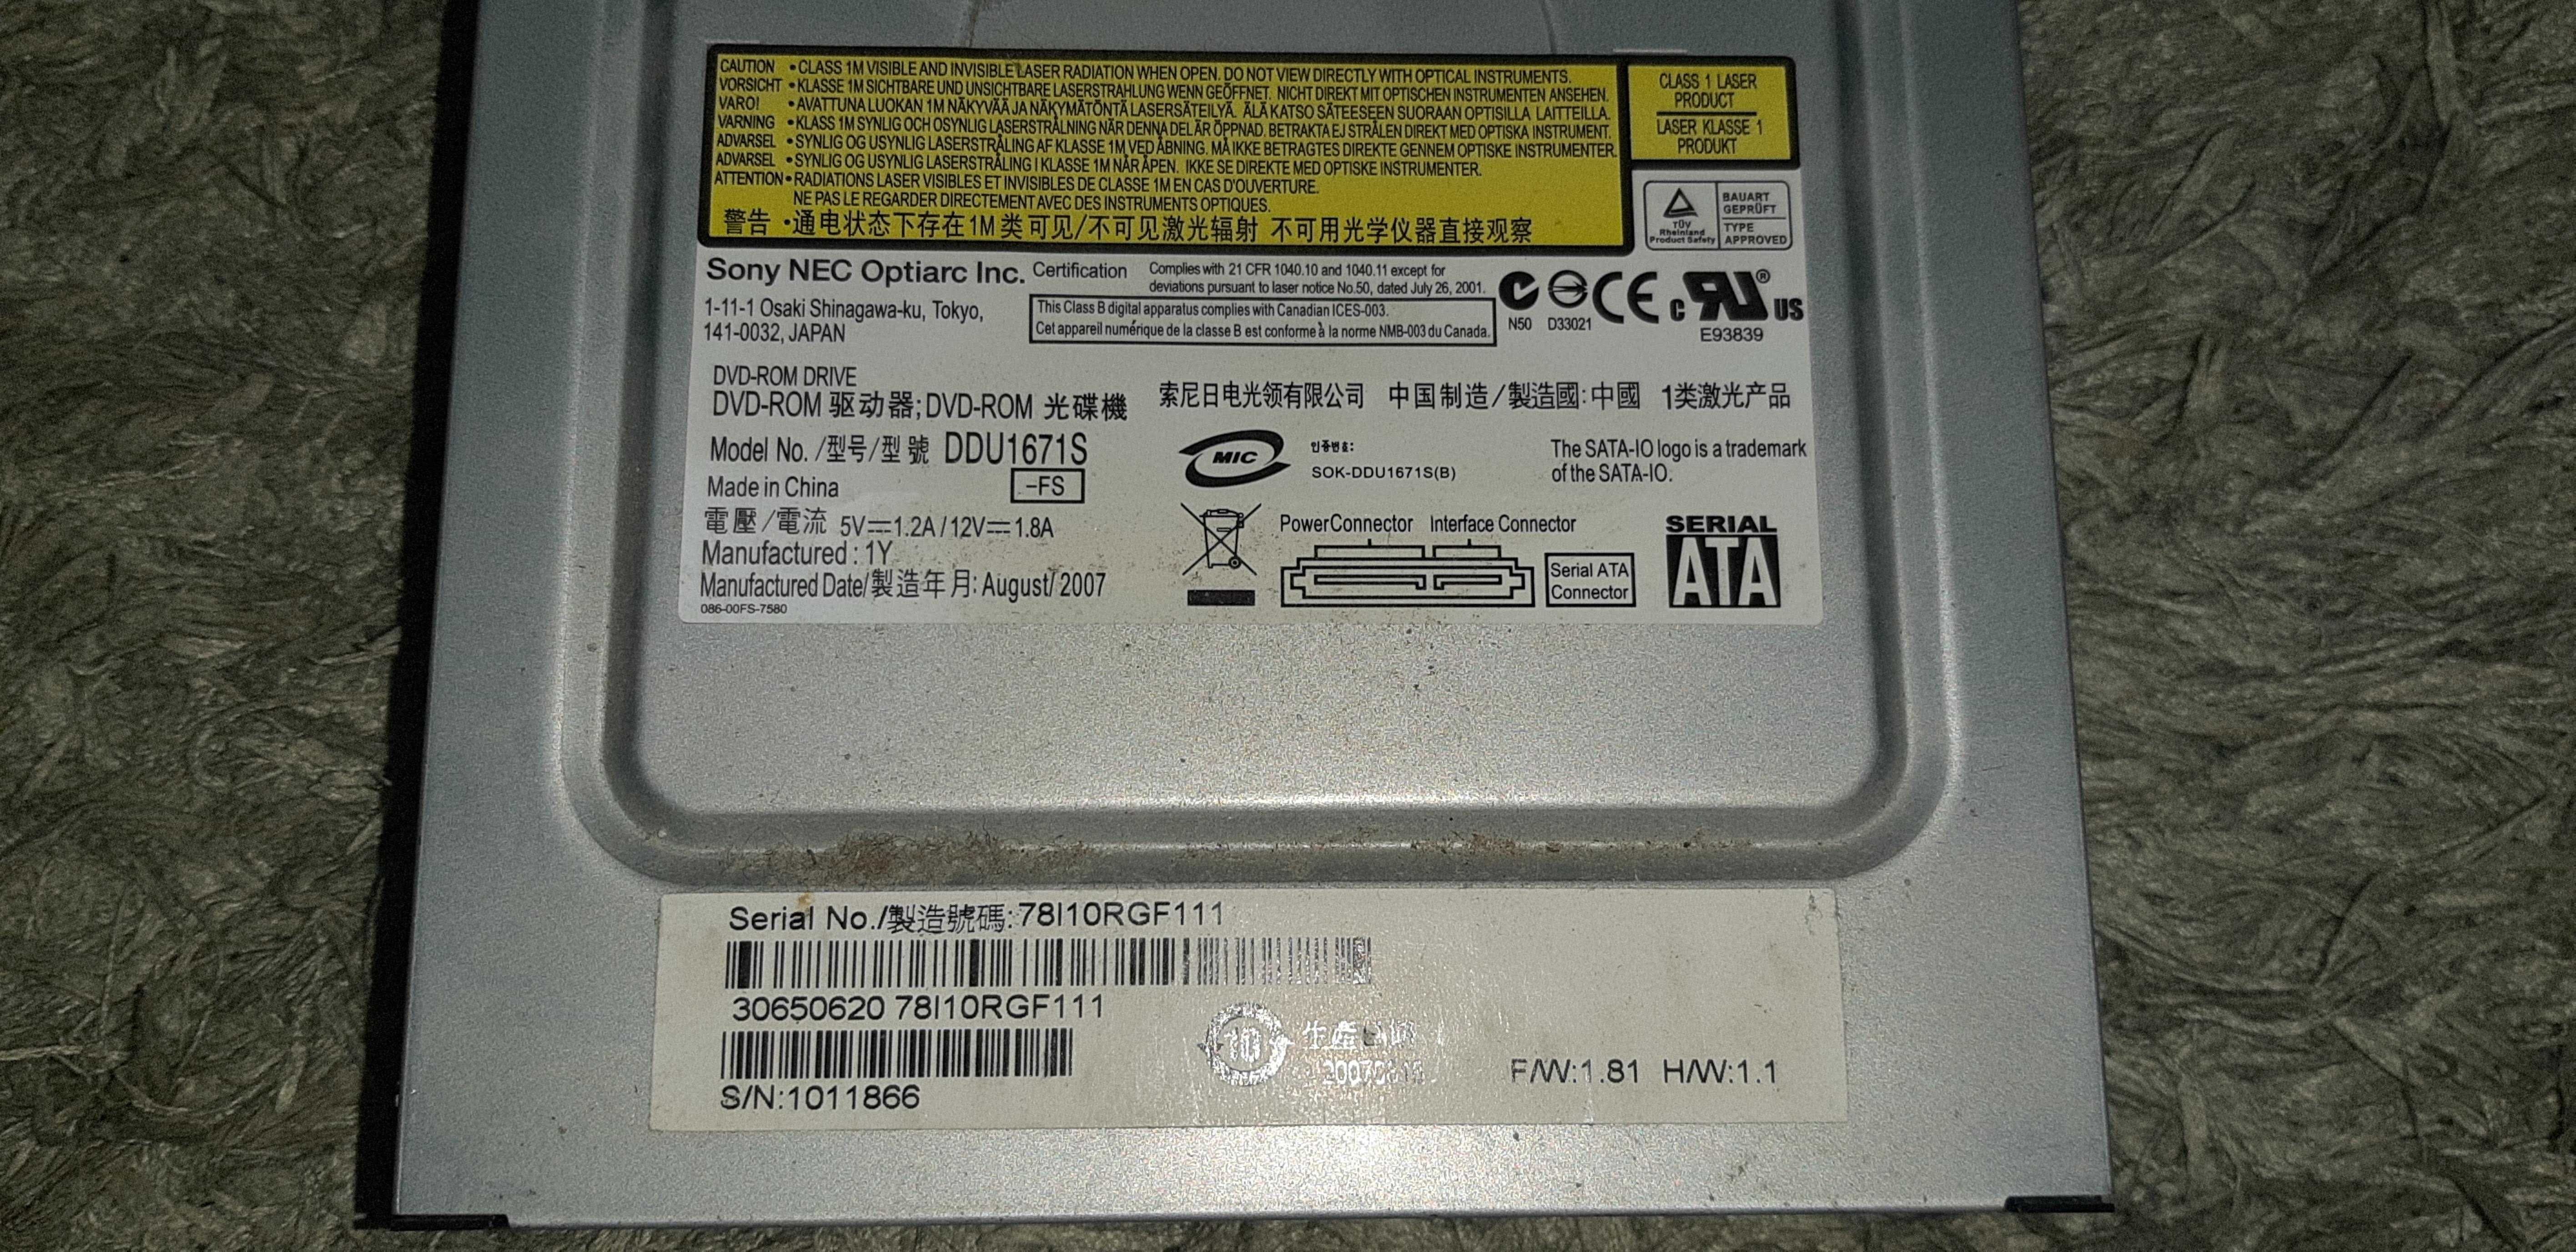 CAUTION • CLASS 1M VISIBLE AND INVISIBLE LASER RADIATION WHEN OPEN. DO NOT VIEW DIRECTLY WITH OPTICAL INSTRUMENTS.
VORSICHT • KLASSE 1M SICHTBARE UND UNSICHTBARE LASERSTRAHLUNG WENN GEÖFFNET. NICHT DIREKT MIT OPTISCHEN INSTRUMENTEN ANSEHEN.
VARO! • AVATTUNA LUOKAN 1M NÄKYVÄÄ JA NÄKYMÄTÖNTÄ LASERSÄTEILYÄ. ÄLÄ KATSO SÄTEESEEN SUORAAN OPTISILLA LAITTEILLA.
VARNING • KLASS 1M SYNLIG OCH OSYNLIG LASERSTRÅLNING NÄR DENNA DEL ÄR ÖPPNAD. BETRAKTA EJ STRÅLEN DIREKT MED OPTISKA INSTRUMENT.
ADVARSEL • SYNLIG OG USYNLIG LASERSTRÅLING AF KLASSE 1M VED ÅBNING. MÅ IKKE BETRAGTES DIREKTE GENNEM OPTISKE INSTRUMENTER.
ADVARSEL • SYNLIG OG USYNLIG LASERSTRÅLING I KLASSE 1M NÅR ÅPEN. IKKE SE DIREKTE MED OPTISKE INSTRUMENTER.
ATTENTION • RADIATIONS LASER VISIBLES ET INVISIBLES DE CLASSE 1M EN CAS D'OUVERTURE.
NE PAS LE REGARDER DIRECTEMENT AVEC DES INSTRUMENTS OPTIQUES.
警告 •通电状态下存在1M类可见/不可见激光辐射 不可用光学仪器直接观察
CLASS 1 LASER
PRODUCT
LASER KLASSE 1
PRODUKT
TÜV
Rheinland
Product Safety
BAUART
GEPRÜFT
TYPE
APPROVED
Sony NEC Optiarc Inc.
1-11-1 Osaki Shinagawa-ku, Tokyo,
141-0032, JAPAN
Certification
Complies with 21 CFR 1040.10 and 1040.11 except for
deviations pursuant to laser notice No.50, dated July 26, 2001.
This Class B digital apparatus complies with Canadian ICES-003.
Cet appareil numérique de la classe B est conforme à la norme NMB-003 du Canada.
N50
D33021
CE
c RU ® US
E93839
DVD-ROM DRIVE
DVD-ROM 驱动器;DVD-ROM 光碟機
索尼日电光领有限公司 中国制造/製造國:中國 1类激光产品
Model No./型号/型號 DDU1671S
-FS
Made in China
MIC
인증번호:
SOK-DDU1671S(B)
The SATA-IO logo is a trademark
of the SATA-IO.
電壓/電流 5V⎓1.2A/12V⎓1.8A
Manufactured : 1Y
Manufactured Date/製造年月: August/ 2007
086-00FS-7580
Power Connector Interface Connector
Serial ATA
Connector
SERIAL
ATA
Serial No./製造號碼:78I10RGF111
30650620 78I10RGF111
S/N:1011866
10
生產
F/W:1.81 H/W:1.1